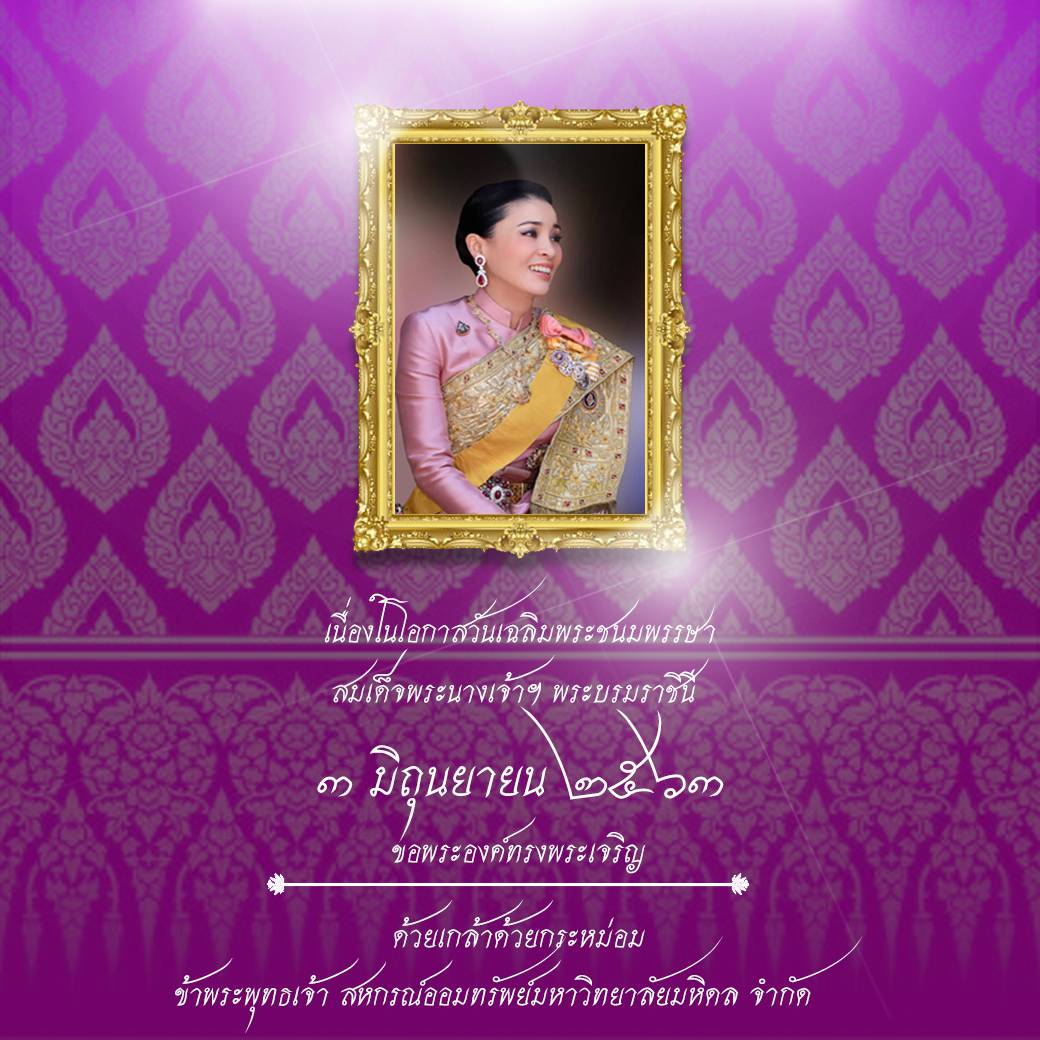 เนื่องในโอกาสวันเฉลิมพระชนมพรรษา
สมเด็จพระนางเจ้าฯ พระบรมราชินี
๓ มิถุนยายน ๒๕๖๓
ขอพระองค์ทรงพระเจริญ
ด้วยเกล้าด้วยกระหม่อม
ข้าพระพุทธเจ้า สหกรณ์ออมทรัพย์มหาวิทยาลัยมหิดล จำกัด